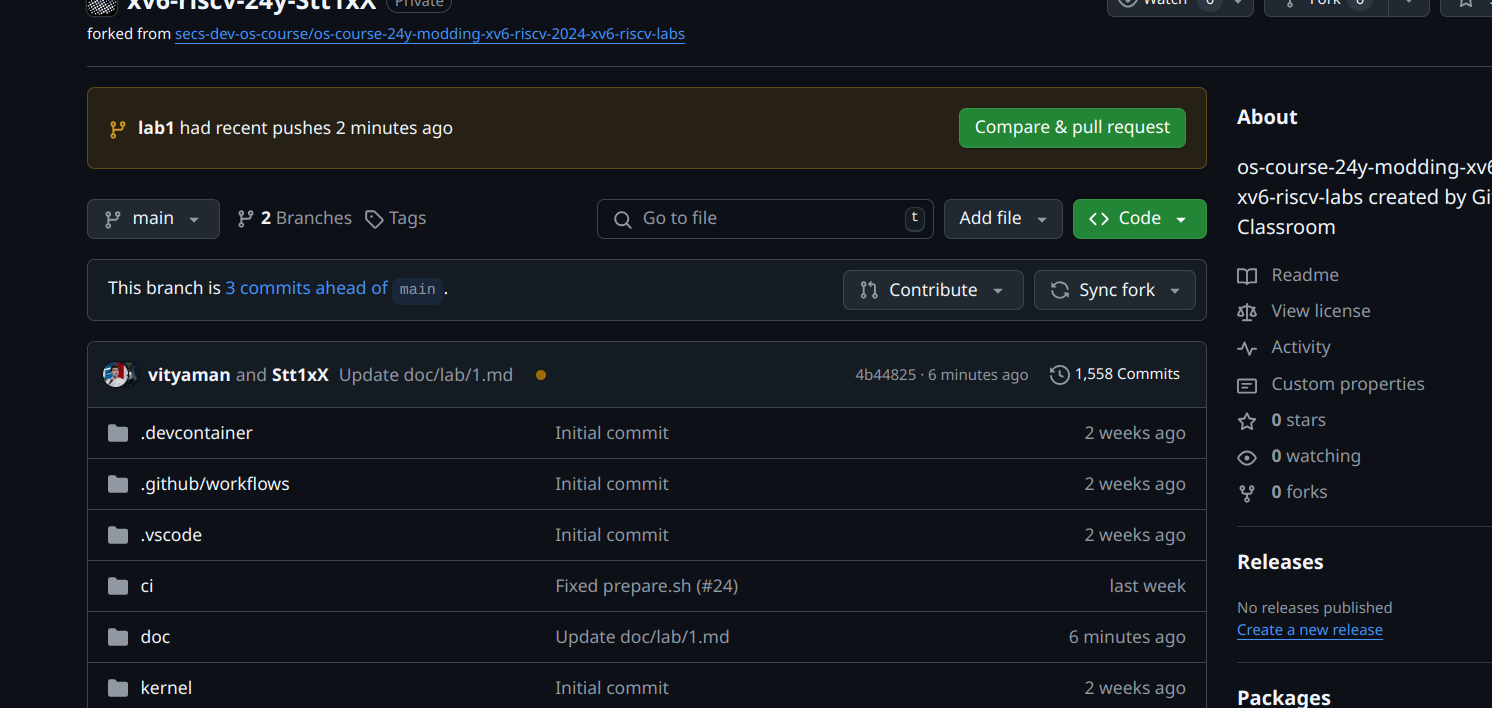 xv6-riscv-24y-Stt1xX Private
Watch 0 Fork 0
forked from secs-dev-os-course/os-course-24y-modding-xv6-riscv-2024-xv6-riscv-labs
lab1 had recent pushes 2 minutes ago
Compare & pull request
main 2 Branches Tags
Go to file t
Add file
Code
This branch is 3 commits ahead of main.
Contribute
Sync fork
vityaman and Stt1xX Update doc/lab/1.md
4b44825 · 6 minutes ago
1,558 Commits
.devcontainer Initial commit 2 weeks ago
.github/workflows Initial commit 2 weeks ago
.vscode Initial commit 2 weeks ago
ci Fixed prepare.sh (#24) last week
doc Update doc/lab/1.md 6 minutes ago
kernel Initial commit 2 weeks ago
About
os-course-24y-modding-xv6
xv6-riscv-labs created by Git
Classroom
Readme
View license
Activity
Custom properties
0 stars
0 watching
0 forks
Releases
No releases published
Create a new release
Packages